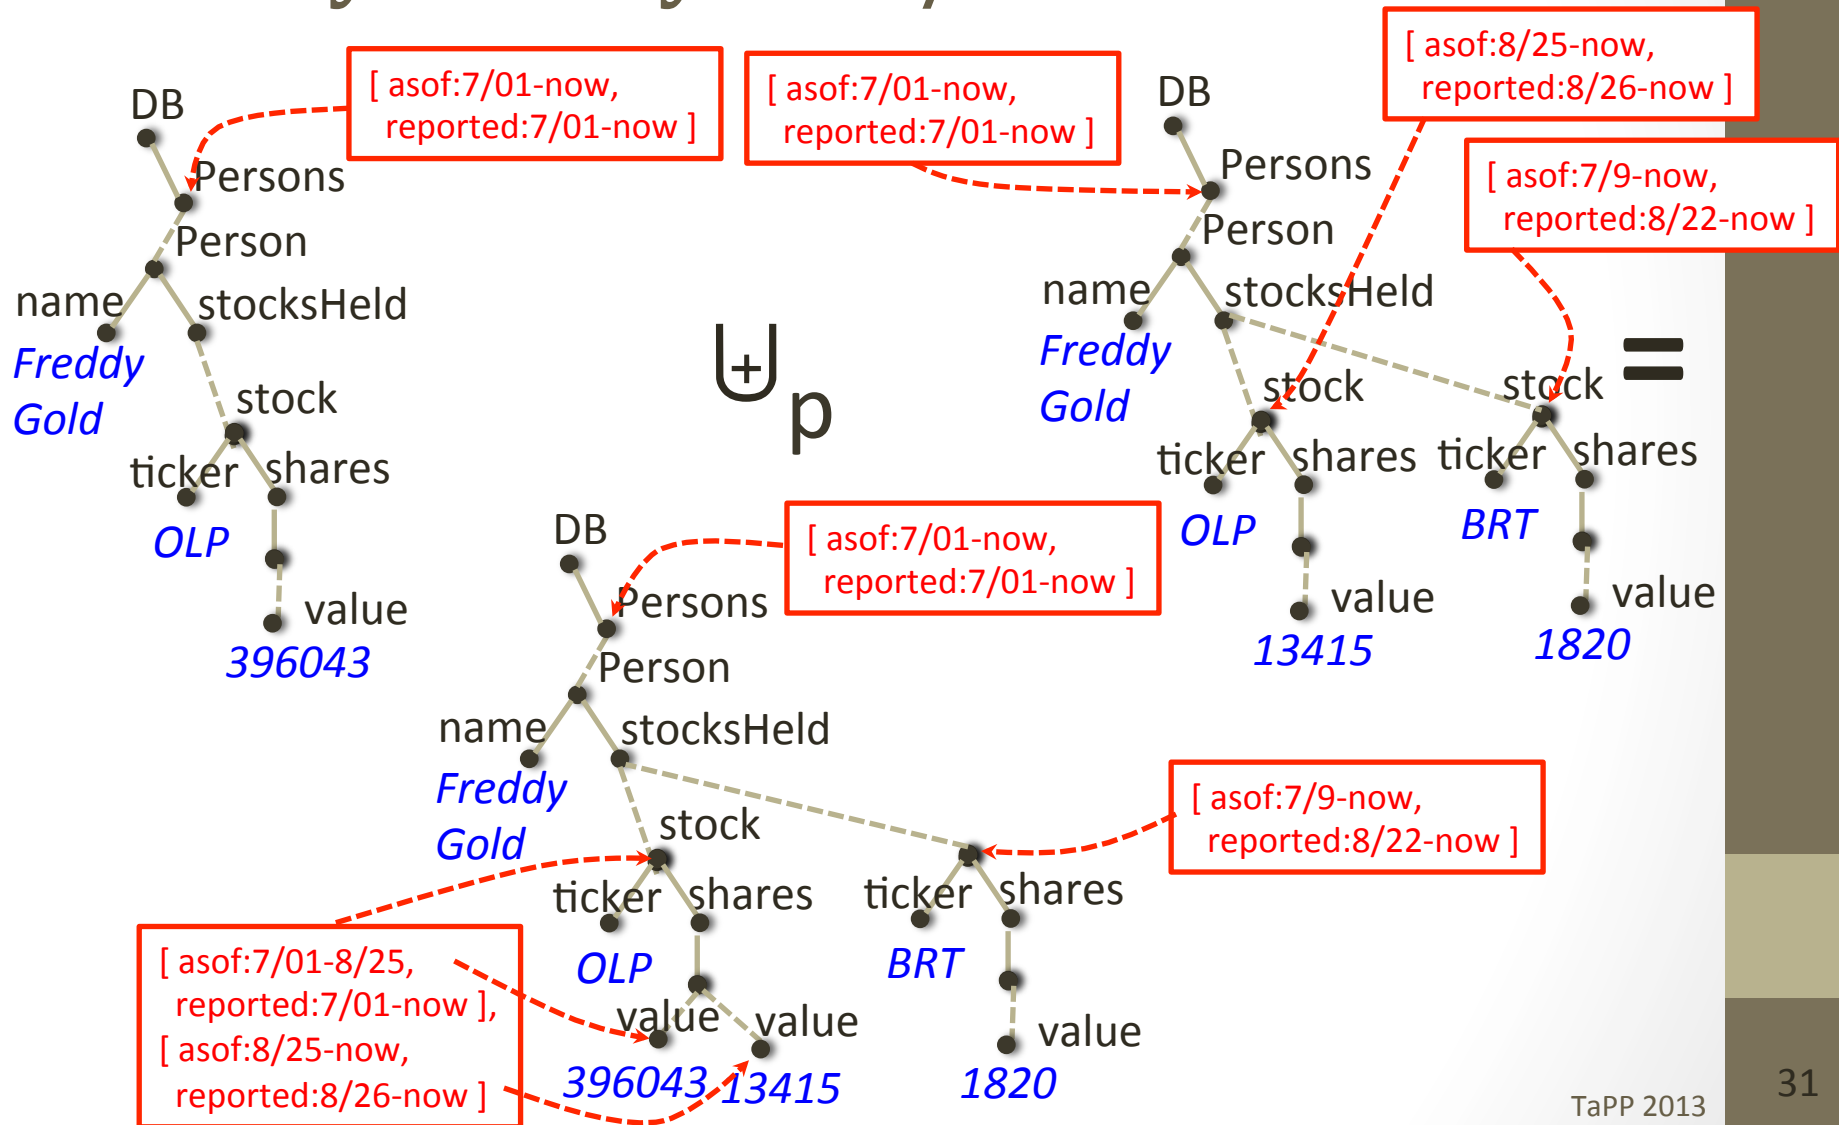 DB
Persons
Person
name
stocksHeld
Freddy
Gold
stock
ticker
shares
OLP
value
396043
[ asof:7/01-now,
reported:7/01-now ]
⊎p
[ asof:7/01-now,
reported:7/01-now ]
[ asof:8/25-now,
reported:8/26-now ]
[ asof:7/9-now,
reported:8/22-now ]
DB
Persons
Person
name
stocksHeld
Freddy
Gold
stock
stock
ticker
shares
ticker
shares
OLP
BRT
value
value
13415
1820
=
DB
[ asof:7/01-now,
reported:7/01-now ]
Persons
Person
name
stocksHeld
Freddy
Gold
stock
[ asof:7/9-now,
reported:8/22-now ]
ticker
shares
ticker
shares
OLP
BRT
[ asof:7/01-8/25,
reported:7/01-now ],
[ asof:8/25-now,
reported:8/26-now ]
value
value
value
396043
13415
1820
TaPP 2013
31